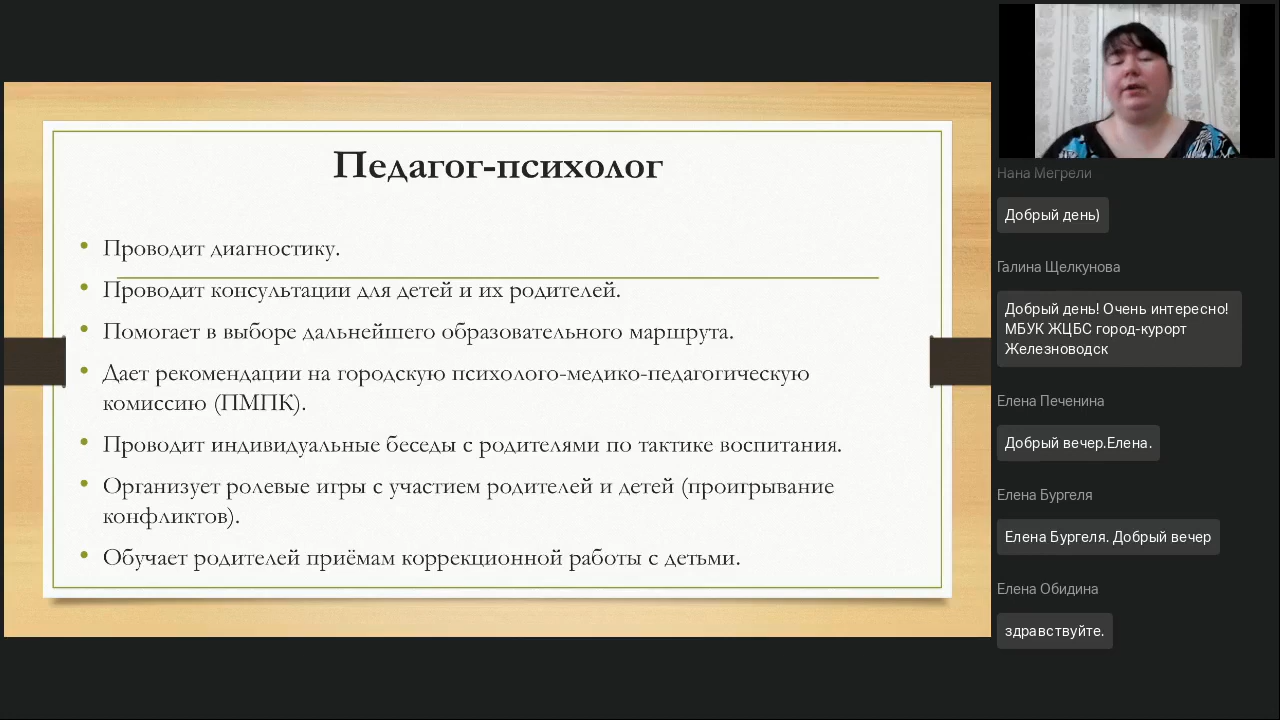 Педагог-психолог
Проводит диагностику.
Проводит консультации для детей и их родителей.
Помогает в выборе дальнейшего образовательного маршрута.
Дает рекомендации на городскую психолого-медико-педагогическую
комиссию (ПМПК).
Проводит индивидуальные беседы с родителями по тактике воспитания.
Организует ролевые игры с участием родителей и детей (проигрывание
конфликтов).
Обучает родителей приёмам коррекционной работы с детьми.
Нана Мегрели
Добрый день)
Галина Щелкунова
Добрый день! Очень интересно!
МБУК ЖЦБС город-курорт
Железноводск
Елена Печенина
Добрый вечер.Елена.
Елена Бургеля
Елена Бургеля. Добрый вечер
Елена Обидина
здравствуйте.